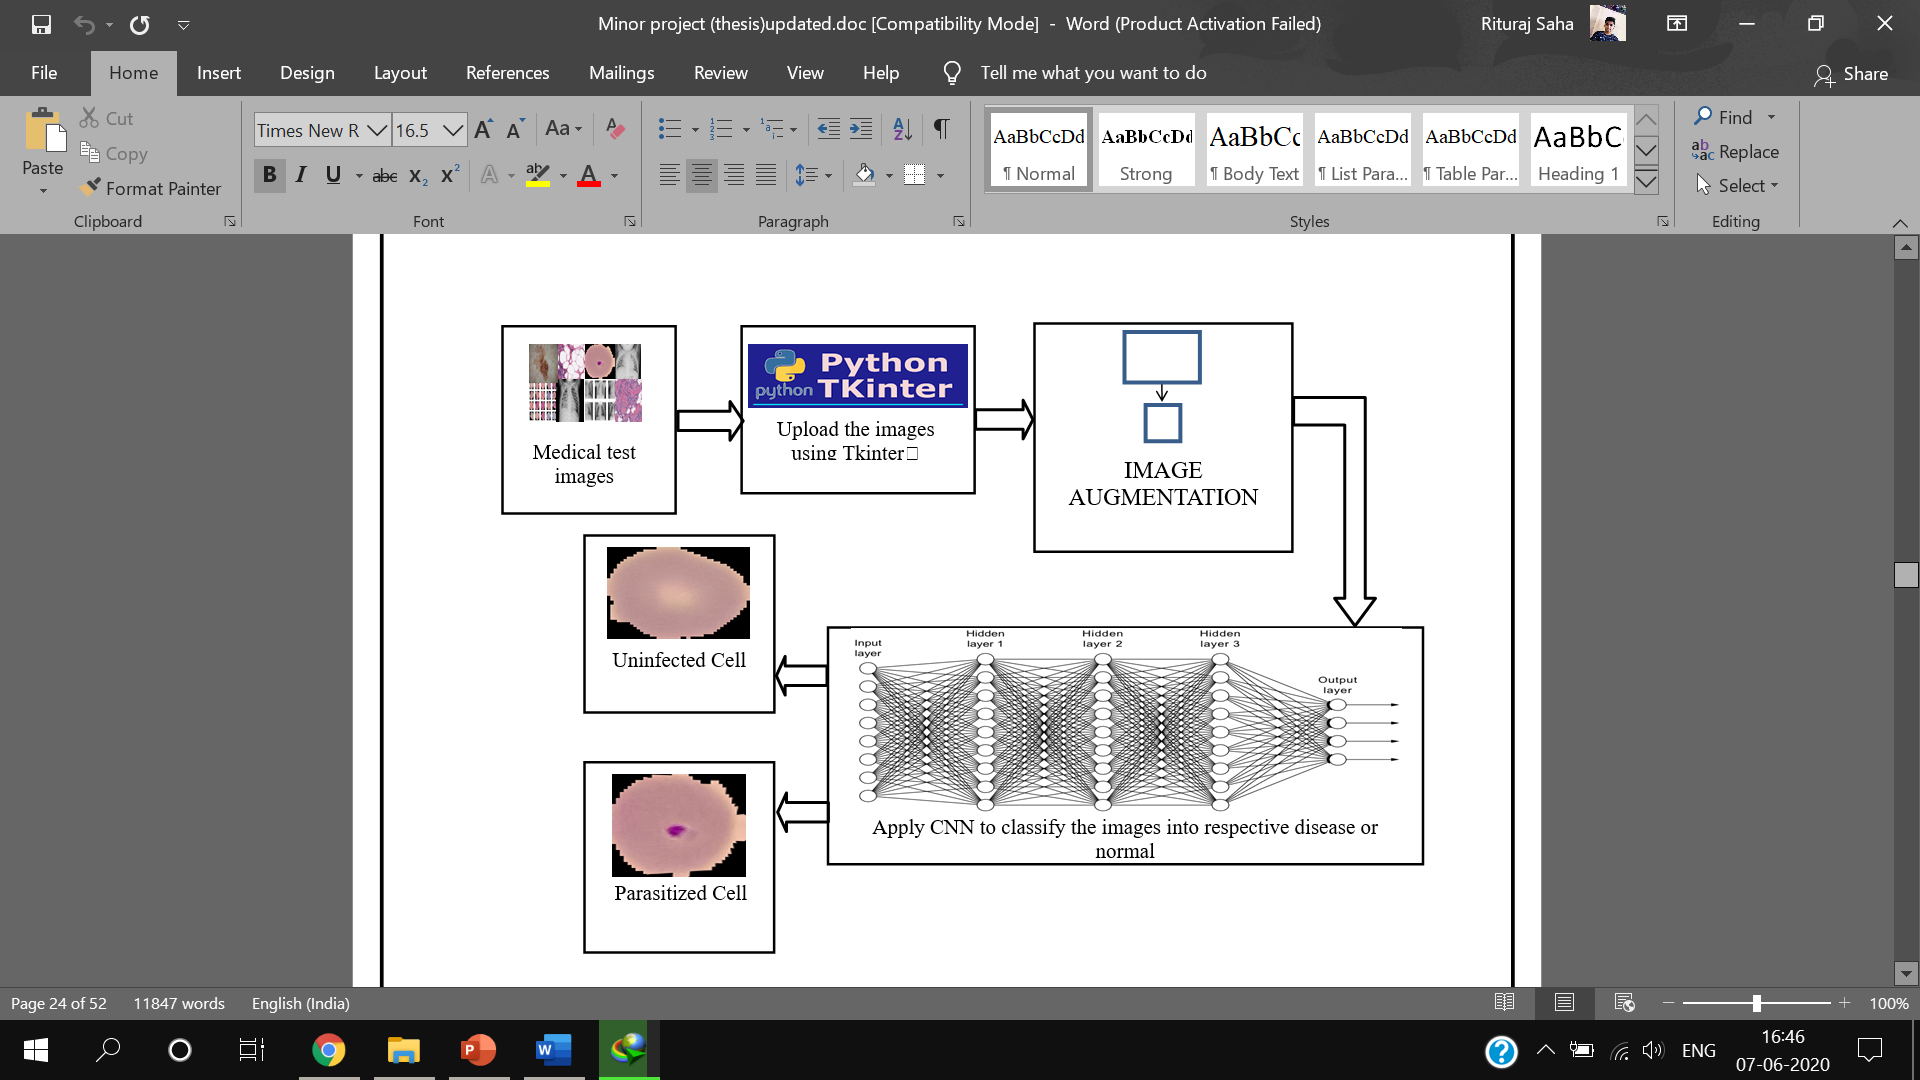 Minor project (thesis)updated.doc [Compatibility Mode] - Word (Product Activation Failed)
Rituraj Saha
File Home Insert Design Layout References Mailings Review View Help Tell me what you want to do Share
Paste
Cut
Copy
Format Painter
Clipboard
Times New R 16.5
Font
Paragraph
AaBbCcDd AaBbCcDd AaBbCc AaBbCcDd AaBbCcDd AaBbC
¶ Normal Strong ¶ Body Text ¶ List Para... ¶ Table Par... Heading 1
Styles
Find
Replace
Select
Editing
Medical test
images
Python
python TKinter
Upload the images
using Tkinter
IMAGE
AUGMENTATION
Uninfected Cell
Parasitized Cell
Input
layer
Hidden
layer 1
Hidden
layer 2
Hidden
layer 3
Output
layer
Apply CNN to classify the images into respective disease or
normal
Page 24 of 52 11847 words English (India) 100%
ENG
16:46
07-06-2020